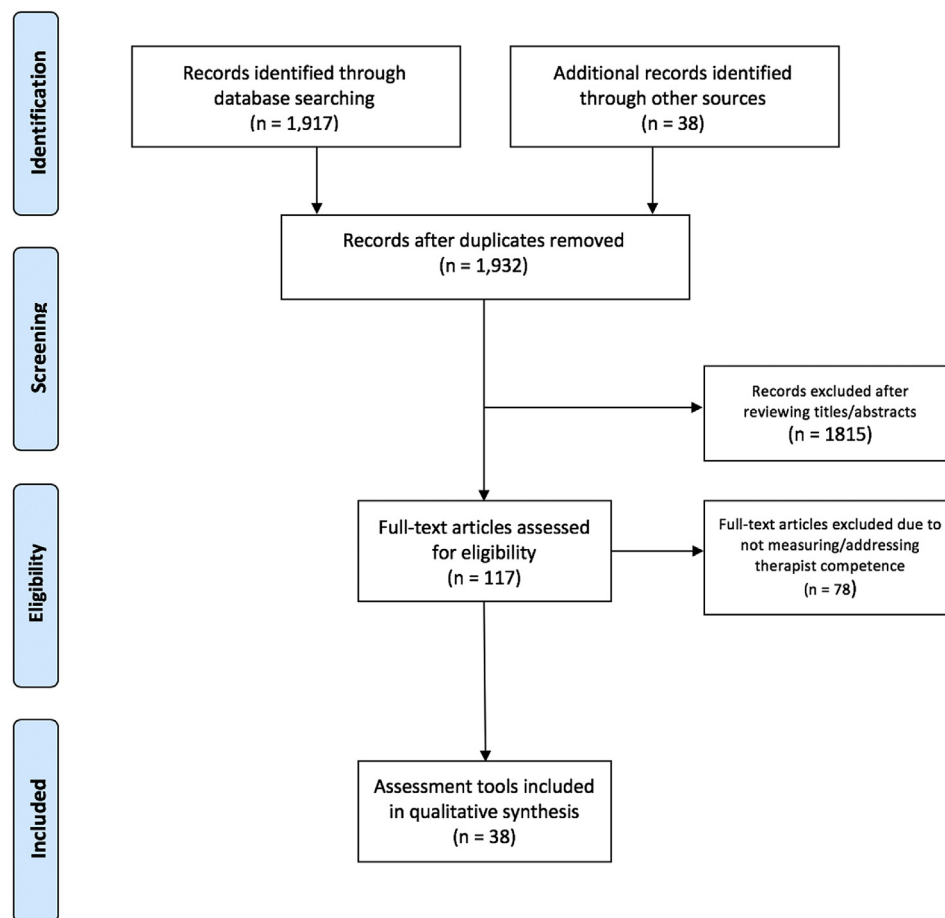 Identification
Records identified through
database searching
(n = 1,917)
Additional records identified
through other sources
(n = 38)
Records after duplicates removed
(n = 1,932)
Screening
Records excluded after
reviewing titles/abstracts
(n = 1815)
Eligibility
Full-text articles assessed
for eligibility
(n = 117)
Full-text articles excluded due to
not measuring/addressing
therapist competence
(n = 78)
Included
Assessment tools included
in qualitative synthesis
(n = 38)